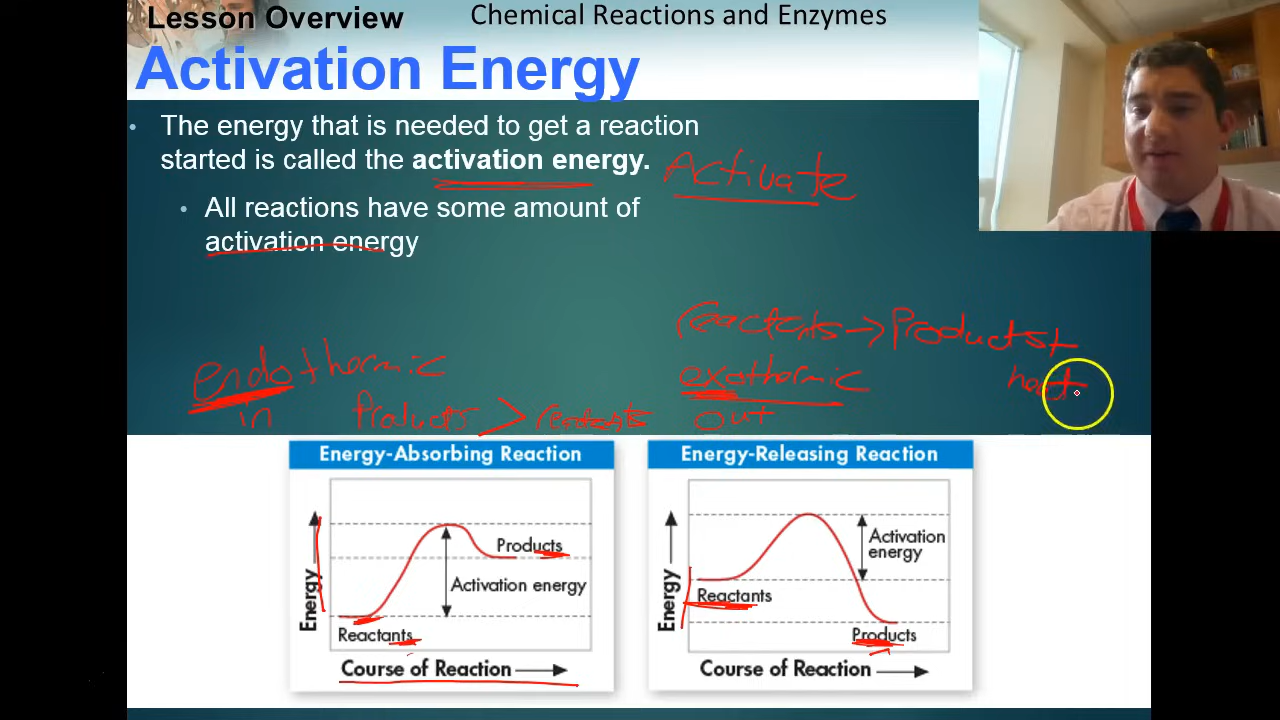 Lesson Overview
Chemical Reactions and Enzymes
Activation Energy
• The energy that is needed to get a reaction
started is called the activation energy.
Activate
• All reactions have some amount of
activation energy
reactants → Products +
heat
endothermic
in
Products > reactants
exothermic
out
Energy-Absorbing Reaction
Energy
Products
Activation energy
Reactants
Course of Reaction
Energy-Releasing Reaction
Energy
Activation
energy
Reactants
Products
Course of Reaction